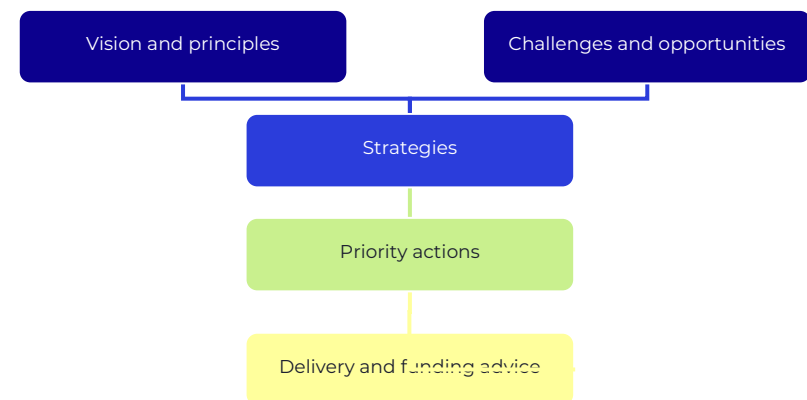 Vision and principles
Challenges and opportunities
Strategies
Priority actions
Delivery and funding advice